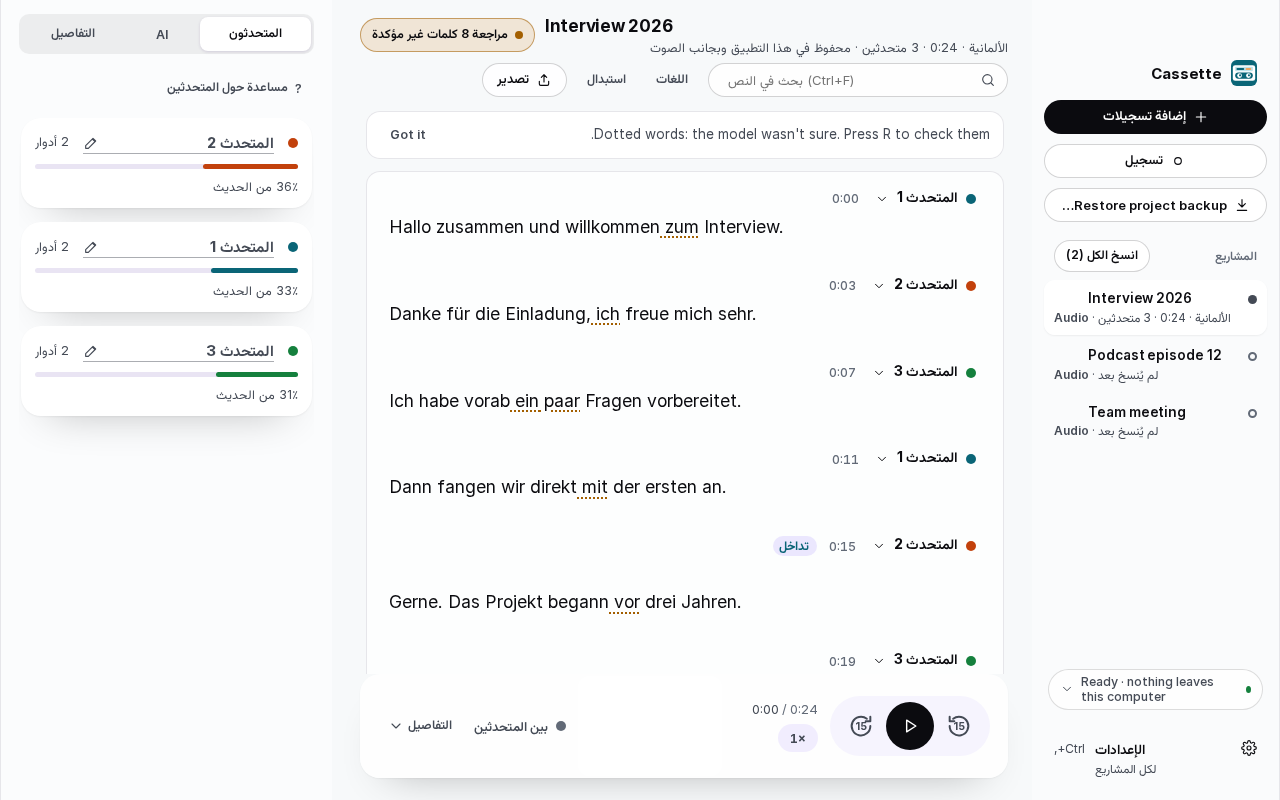 Cassette
إضافة تسجيلات
تسجيل
Restore project backup…
المشاريع
انسخ الكل (2)
Interview 2026
الألمانية · 0:24 · 3 متحدثين · Audio
Podcast episode 12
لم يُنسخ بعد · Audio
Team meeting
لم يُنسخ بعد · Audio
Ready · nothing leaves
this computer
الإعدادات
Ctrl+,
لكل المشاريع
Interview 2026
مراجعة 8 كلمات غير مؤكدة
الألمانية · 0:24 · 3 متحدثين · محفوظ في هذا التطبيق وبجانب الصوت
بحث في النص (Ctrl+F)
اللغات
استبدال
تصدير
Dotted words: the model wasn't sure. Press R to check them.
Got it
المتحدث 1
0:00
Hallo zusammen und willkommen zum Interview.
المتحدث 2
0:03
Danke für die Einladung, ich freue mich sehr.
المتحدث 3
0:07
Ich habe vorab ein paar Fragen vorbereitet.
المتحدث 1
0:11
Dann fangen wir direkt mit der ersten an.
المتحدث 2
0:15
تداخل
Gerne. Das Projekt begann vor drei Jahren.
المتحدث 3
0:19
15
15
0:00 / 0:24
1×
بين المتحدثين
التفاصيل
المتحدثون
AI
التفاصيل
? مساعدة حول المتحدثين
المتحدث 2
2 أدوار
36٪ من الحديث
المتحدث 1
2 أدوار
33٪ من الحديث
المتحدث 3
2 أدوار
31٪ من الحديث